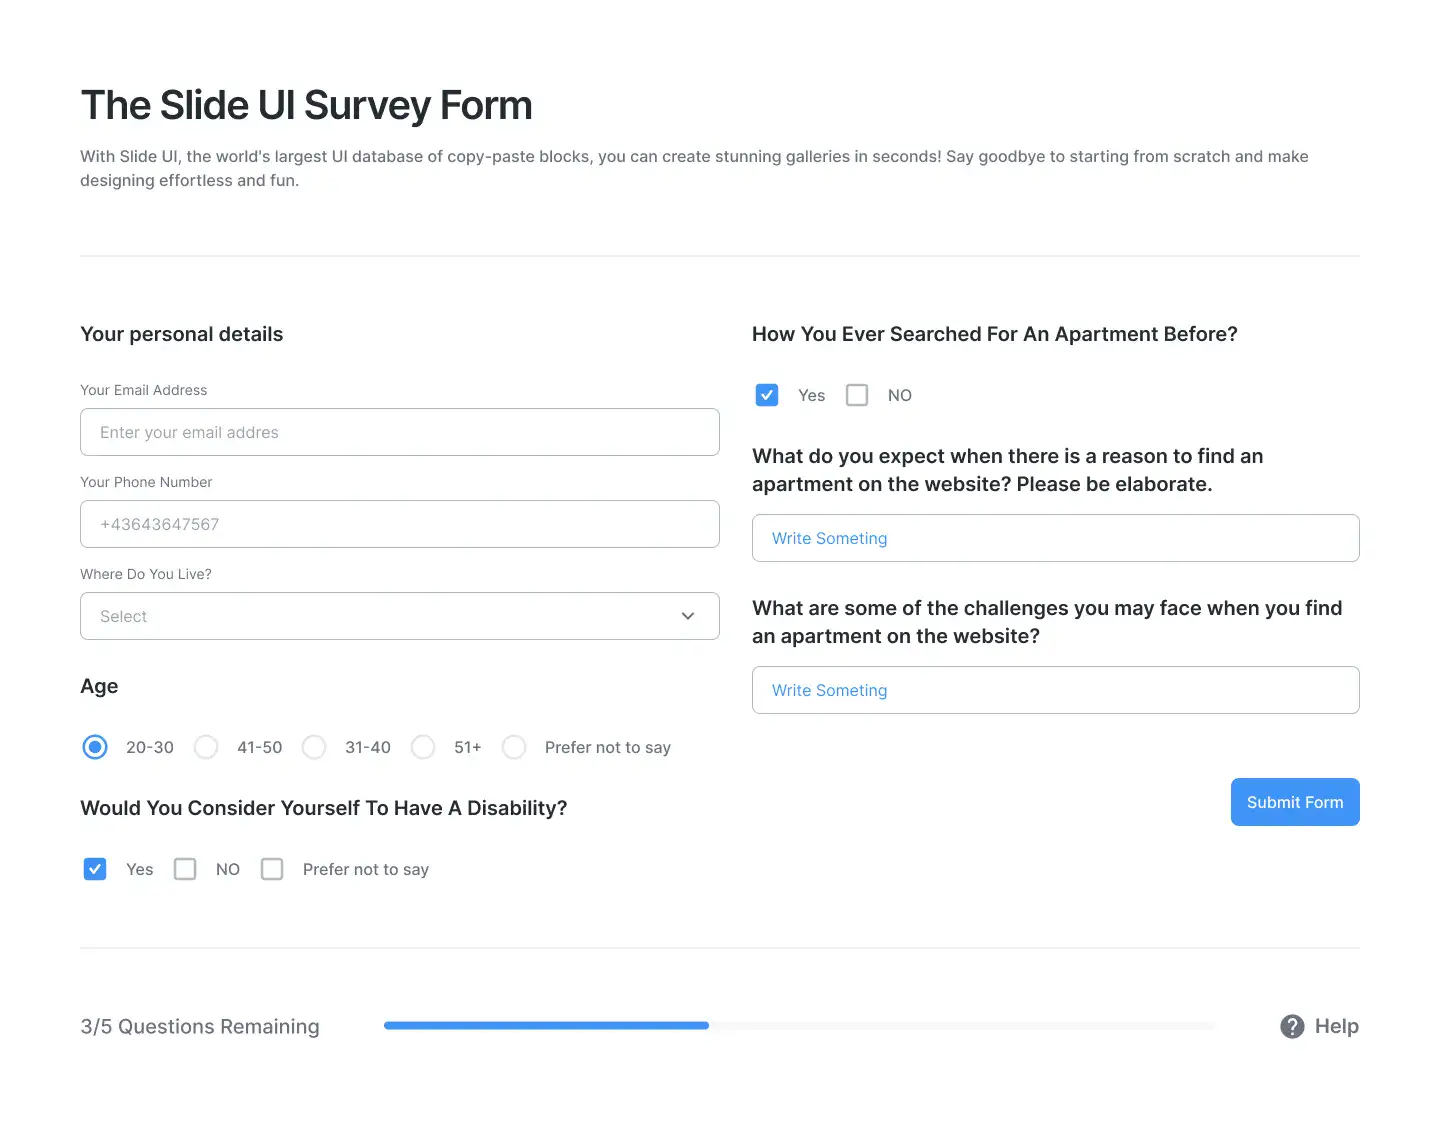 The Slide UI Survey Form
With Slide UI, the world's largest UI database of copy-paste blocks, you can create stunning galleries in seconds! Say goodbye to starting from scratch and make
designing effortless and fun.
Your personal details
Your Email Address
Enter your email addres
Your Phone Number
+43643647567
Where Do You Live?
Select
Age
20-30 41-50 31-40 51+ Prefer not to say
Would You Consider Yourself To Have A Disability?
Yes NO Prefer not to say
How You Ever Searched For An Apartment Before?
Yes NO
What do you expect when there is a reason to find an
apartment on the website? Please be elaborate.
Write Someting
What are some of the challenges you may face when you find
an apartment on the website?
Write Someting
Submit Form
3/5 Questions Remaining
? Help